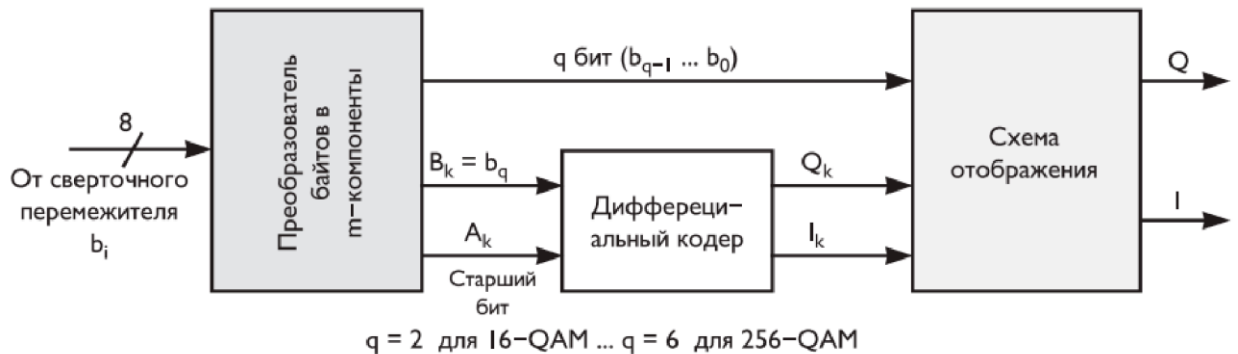 8
От сверточного
перемежителя
b_i
Преобразователь
байтов в
m–компоненты
q бит (b_q–1 ... b_0)
B_k = b_q
A_k
Старший
бит
Диффереци–
альный кодер
Q_k
I_k
Схема
отображения
Q
I
q = 2 для 16–QAM ... q = 6 для 256–QAM